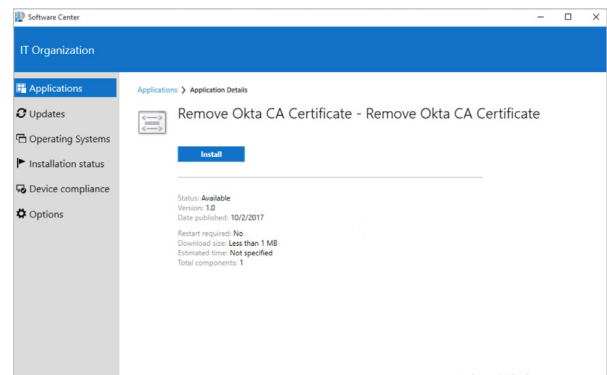 Software Center
IT Organization
Applications
Updates
Operating Systems
Installation status
Device compliance
Options
Applications > Application Details
Remove Okta CA Certificate - Remove Okta CA Certificate
Install
Status: Available
Version: 1.0
Date published: 10/2/2017
Restart required: No
Download size: Less than 1 MB
Estimated time: Not specified
Total components: 1